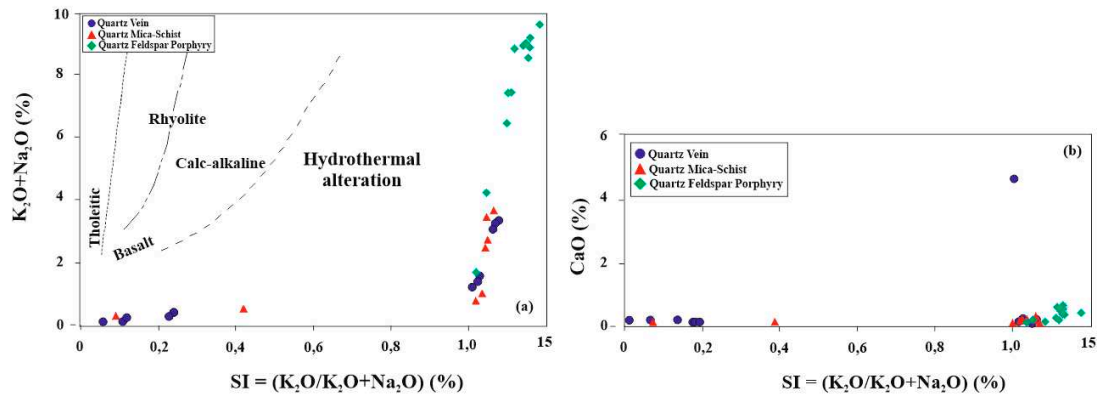 10
8
6
4
2
0
K₂O+Na₂O (%)
Quartz Vein
Quartz Mica-Schist
Quartz Feldspar Porphyry
Tholeitic
Rhyolite
Calc-alkaline
Basalt
Hydrothermal
alteration
(a)
0
0,2
0,4
0,6
0,8
1,0
15
SI = (K₂O/K₂O+Na₂O) (%)
6
4
2
0
CaO (%)
Quartz Vein
Quartz Mica-Schist
Quartz Feldspar Porphyry
(b)
0
0,2
0,4
0,6
0,8
1.0
15
SI = (K₂O/K₂O+Na₂O) (%)